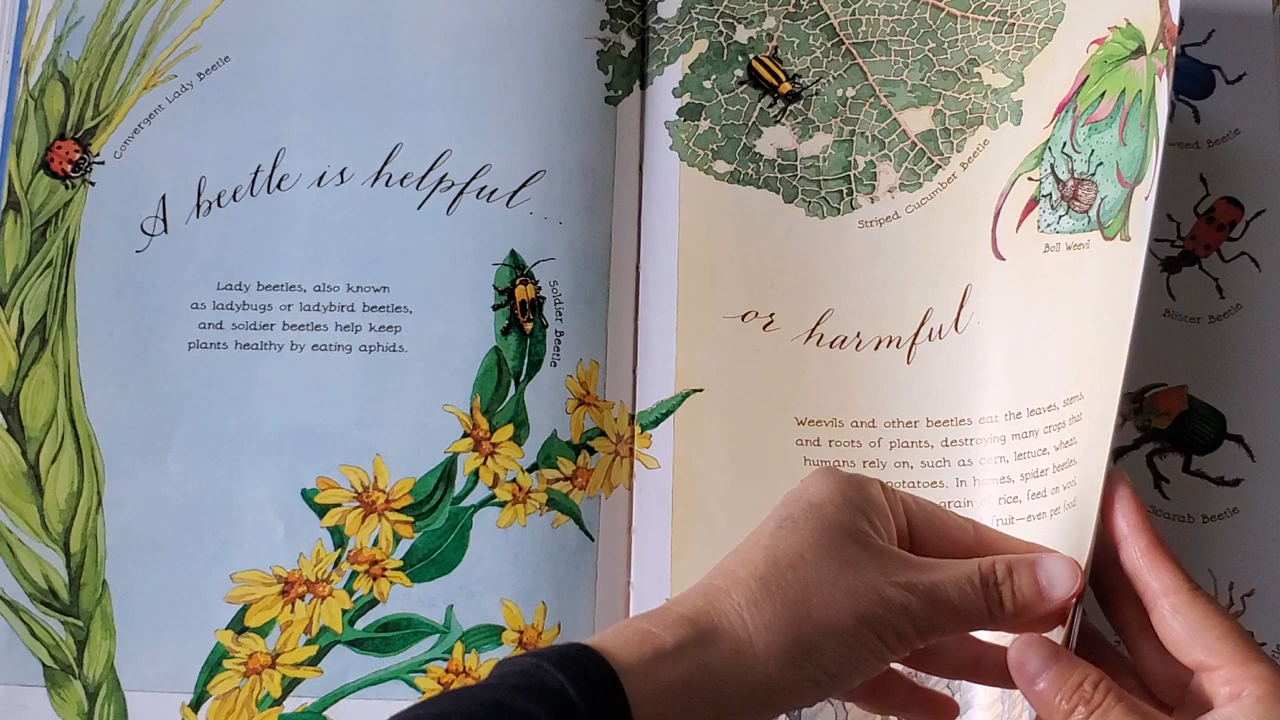 Convergent Lady Beetle
A beetle is helpful...
Lady beetles, also known
as ladybugs or ladybird beetles,
and soldier beetles help keep
plants healthy by eating aphids.
Soldier Beetle
Striped Cucumber Beetle
Boll Weevil
or harmful.
Weevils and other beetles eat the leaves, stems,
and roots of plants, destroying many crops that
humans rely on, such as corn, lettuce, wheat,
potatoes. In homes, spider beetles,
grain of rice, feed on wool,
fruit—even pet food!
Beetle
Blister Beetle
Scarab Beetle